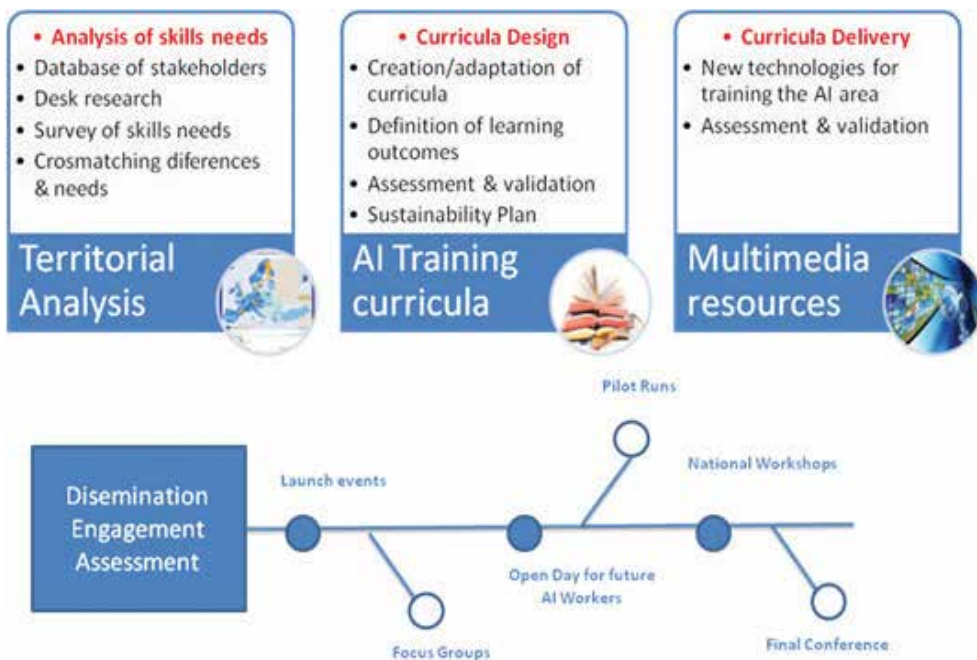 • Analysis of skills needs
• Database of stakeholders
• Desk research
• Survey of skills needs
• Crosmatching diferences
& needs
Territorial
Analysis
• Curricula Design
• Creation/adaptation of
curricula
• Definition of learning
outcomes
• Assessment & validation
• Sustainability Plan
AI Training
curricula
• Curricula Delivery
• New technologies for
training the AI area
• Assessment & validation
Multimedia
resources
Disemination
Engagement
Assessment
Launch events
Focus Groups
Open Day for future
AI Workers
Pilot Runs
National Workshops
Final Conference